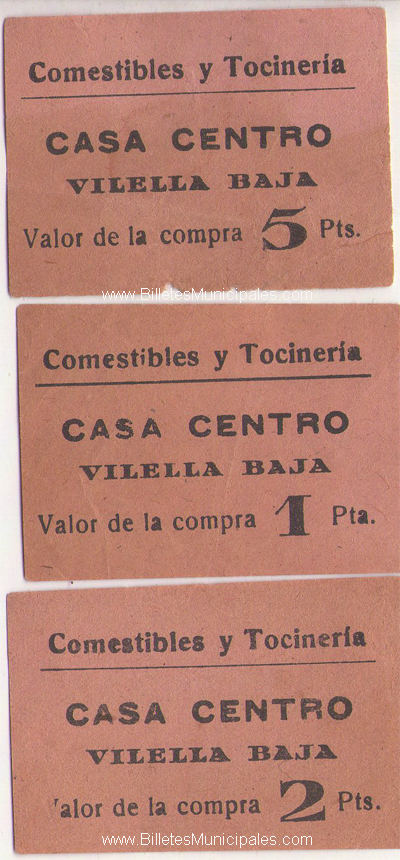 Comestibles y Tocinería
CASA CENTRO
VILELLA BAJA
Valor de la compra 5 Pts.
www.BilletesMunicipales.com
Comestibles y Tocinería
CASA CENTRO
VILELLA BAJA
Valor de la compra 1 Pta.
Comestibles y Tocinería
CASA CENTRO
VILELLA BAJA
'alor de la compra 2 Pts.
www.BilletesMunicipales.com